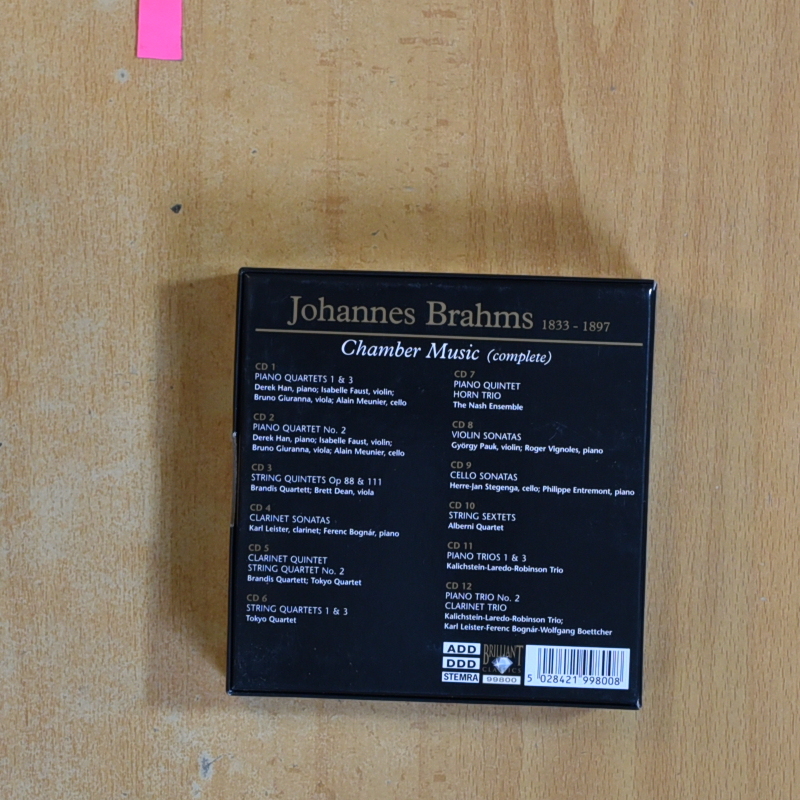 Johannes Brahms 1833 - 1897
Chamber Music (complete)
CD 1
PIANO QUARTETS 1 & 3
Derek Han, piano; Isabelle Faust, violin;
Bruno Giuranna, viola; Alain Meunier, cello
CD 2
PIANO QUARTET No. 2
Derek Han, piano; Isabelle Faust, violin;
Bruno Giuranna, viola; Alain Meunier, cello
CD 3
STRING QUINTETS Op 88 & 111
Brandis Quartett; Brett Dean, viola
CD 4
CLARINET SONATAS
Karl Leister, clarinet; Ferenc Bognár, piano
CD 5
CLARINET QUINTET
STRING QUARTET No. 2
Brandis Quartett; Tokyo Quartet
CD 6
STRING QUARTETS 1 & 3
Tokyo Quartet
CD 7
PIANO QUINTET
HORN TRIO
The Nash Ensemble
CD 8
VIOLIN SONATAS
György Pauk, violin; Roger Vignoles, piano
CD 9
CELLO SONATAS
Herre-Jan Stegenga, cello; Philippe Entremont, piano
CD 10
STRING SEXTETS
Alberni Quartet
CD 11
PIANO TRIOS 1 & 3
Kalichstein-Laredo-Robinson Trio
CD 12
PIANO TRIO No. 2
CLARINET TRIO
Kalichstein-Laredo-Robinson Trio;
Karl Leister-Ferenc Bognár-Wolfgang Boettcher
ADD
DDD
STEMRA
BRILLIANT
CLASSICS
99800
5 028421 998008